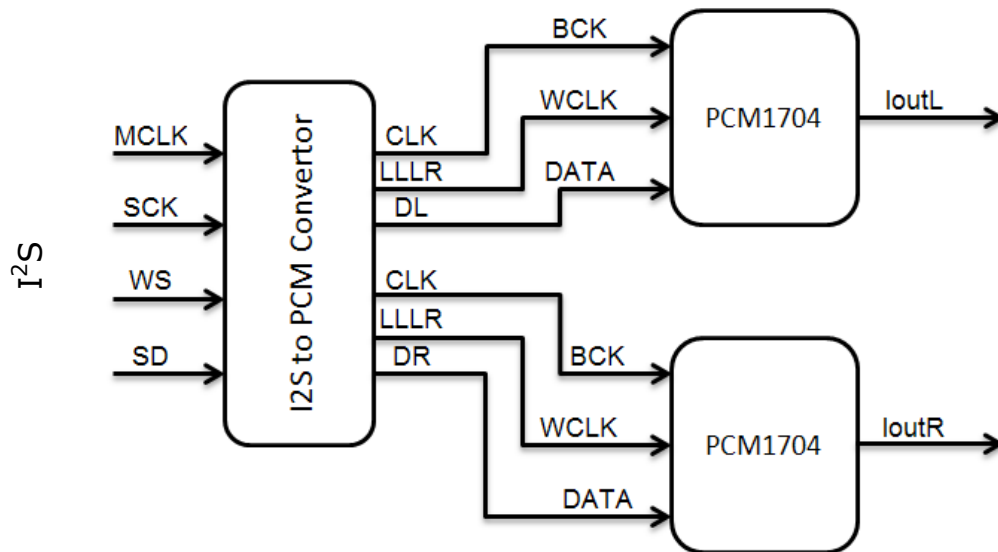 I²S
MCLK
SCK
WS
SD
I2S to PCM Convertor
CLK
LLLR
DL
CLK
LLLR
DR
BCK
WCLK
DATA
PCM1704
IoutL
BCK
WCLK
DATA
PCM1704
IoutR